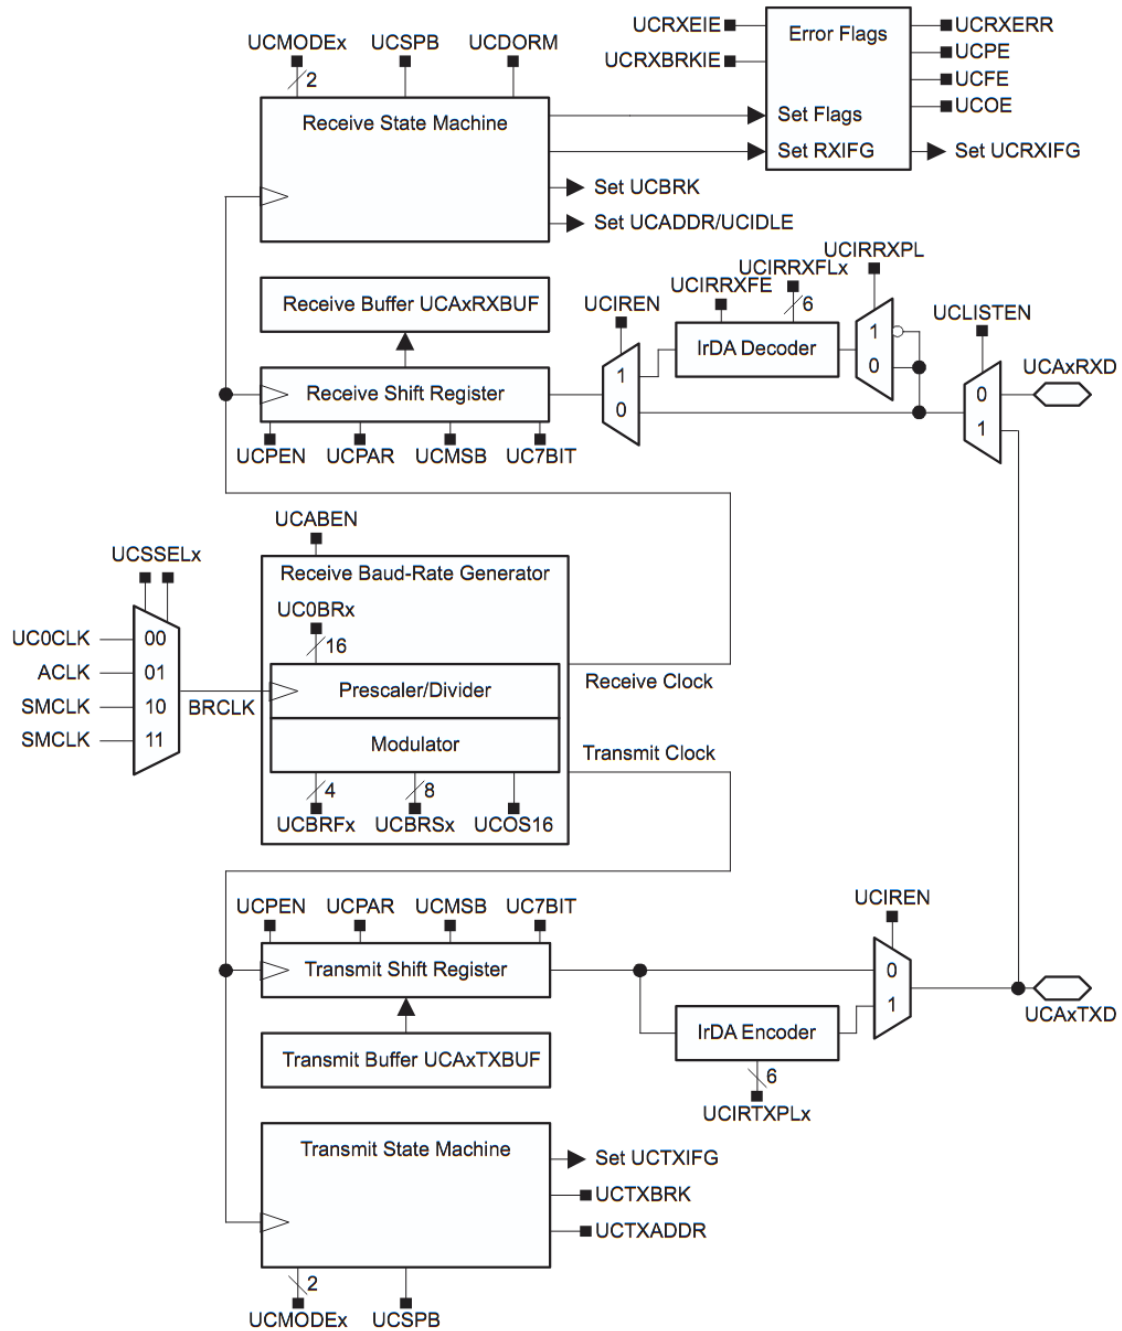 UCMODEx
UCSPB
UCDORM
2
Receive State Machine
UCRXEIE
UCRXBRKIE
Error Flags
Set Flags
Set RXIFG
UCRXERR
UCPE
UCFE
UCOE
Set UCRXIFG
Set UCBRK
Set UCADDR/UCIDLE
Receive Buffer UCAxRXBUF
Receive Shift Register
UCPEN
UCPAR
UCMSB
UC7BIT
UCIREN
1
0
UCIRRXFE
UCIRRXFLx
6
IrDA Decoder
UCIRRXPL
1
0
UCLISTEN
0
1
UCAxRXD
UCABEN
Receive Baud-Rate Generator
UC0BRx
16
Prescaler/Divider
Modulator
4
8
UCBRFx
UCBRSx
UCOS16
UCSSELx
UC0CLK
00
ACLK
01
SMCLK
10
SMCLK
11
BRCLK
Receive Clock
Transmit Clock
UCPEN
UCPAR
UCMSB
UC7BIT
Transmit Shift Register
Transmit Buffer UCAxTXBUF
UCIREN
0
1
IrDA Encoder
6
UCIRTXPLx
UCAxTXD
Transmit State Machine
Set UCTXIFG
UCTXBRK
UCTXADDR
2
UCMODEx
UCSPB